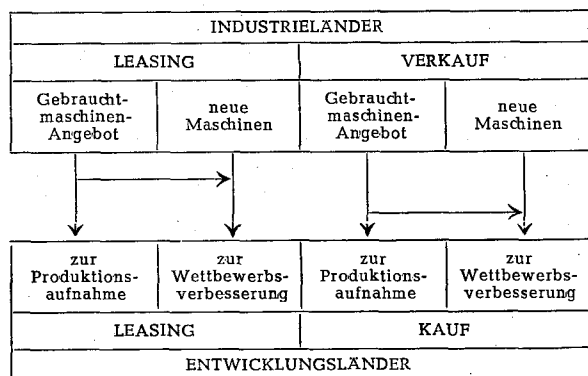 INDUSTRIELÄNDER
LEASING
VERKAUF
Gebraucht-
maschinen-
Angebot
neue
Maschinen
Gebraucht-
maschinen-
Angebot
neue
Maschinen
zur
Produktions-
aufnahme
zur
Wettbewerbs-
verbesserung
zur
Produktions-
aufnahme
zur
Wettbewerbs-
verbesserung
LEASING
KAUF
ENTWICKLUNGSLÄNDER